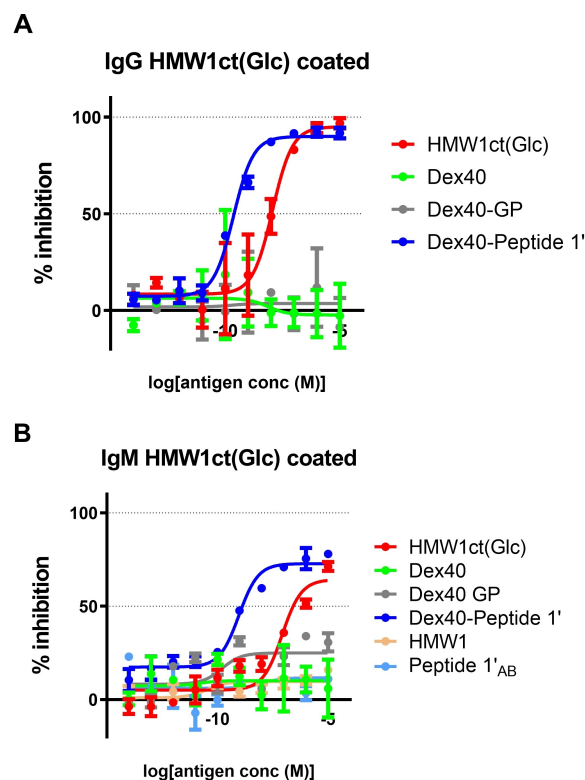 A
IgG HMW1ct(Glc) coated
100
50
0
-10
-5
% inhibition
log[antigen conc (M)]
HMW1ct(Glc)
Dex40
Dex40-GP
Dex40-Peptide 1'
B
IgM HMW1ct(Glc) coated
100
50
0
-10
-5
% inhibition
log[antigen conc (M)]
HMW1ct(Glc)
Dex40
Dex40 GP
Dex40-Peptide 1'
HMW1
Peptide 1'AB